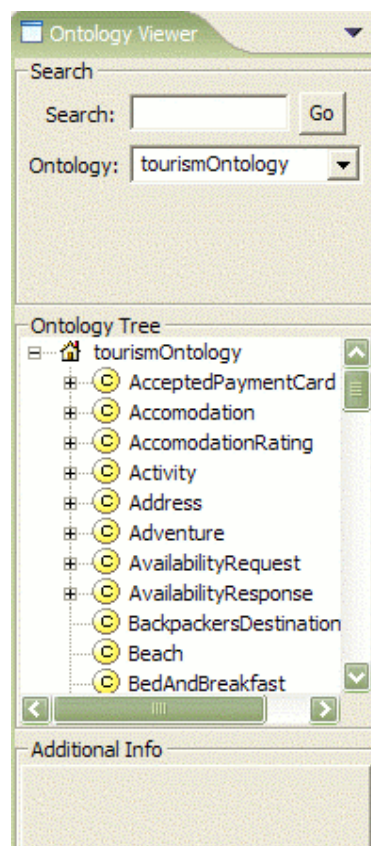 Ontology Viewer
Search
Search:
Go
Ontology: tourismOntology
Ontology Tree
tourismOntology
C AcceptedPaymentCard
C Accomodation
C AccomodationRating
C Activity
C Address
C Adventure
C AvailabilityRequest
C AvailabilityResponse
C BackpackersDestination
C Beach
C BedAndBreakfast
Additional Info